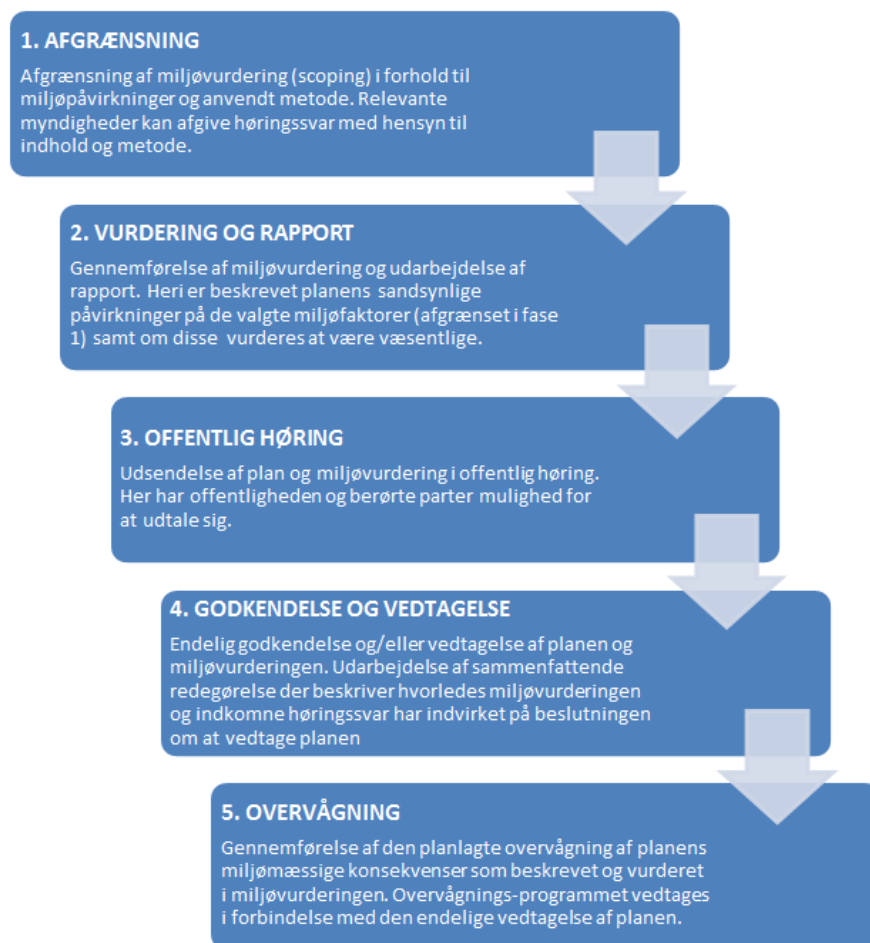 1. AFGRÆNSNING
Afgrænsning af miljøvurdering (scoping) i forhold til
miljøpåvirkninger og anvendt metode. Relevante
myndigheder kan afgive høringssvar med hensyn til
indhold og metode.
2. VURDERING OG RAPPORT
Gennemførelse af miljøvurdering og udarbejdelse af
rapport. Heri er beskrevet planens sandsynlige
påvirkninger på de valgte miljøfaktorer (afgrænset i fase
1) samt om disse vurderes at være væsentlige.
3. OFFENTLIG HØRING
Udsendelse af plan og miljøvurdering i offentlig høring.
Her har offentligheden og berørte parter mulighed for
at udtale sig.
4. GODKENDELSE OG VEDTAGELSE
Endelig godkendelse og/eller vedtagelse af planen og
miljøvurderingen. Udarbejdelse af sammenfattende
redegørelse der beskriver hvorledes miljøvurderingen
og indkomne høringssvar har indvirket på beslutningen
om at vedtage planen
5. OVERVÅGNING
Gennemførelse af den planlagte overvågning af planens
miljømæssige konsekvenser som beskrevet og vurderet
i miljøvurderingen. Overvågnings-programmet vedtages
i forbindelse med den endelige vedtagelse af planen.